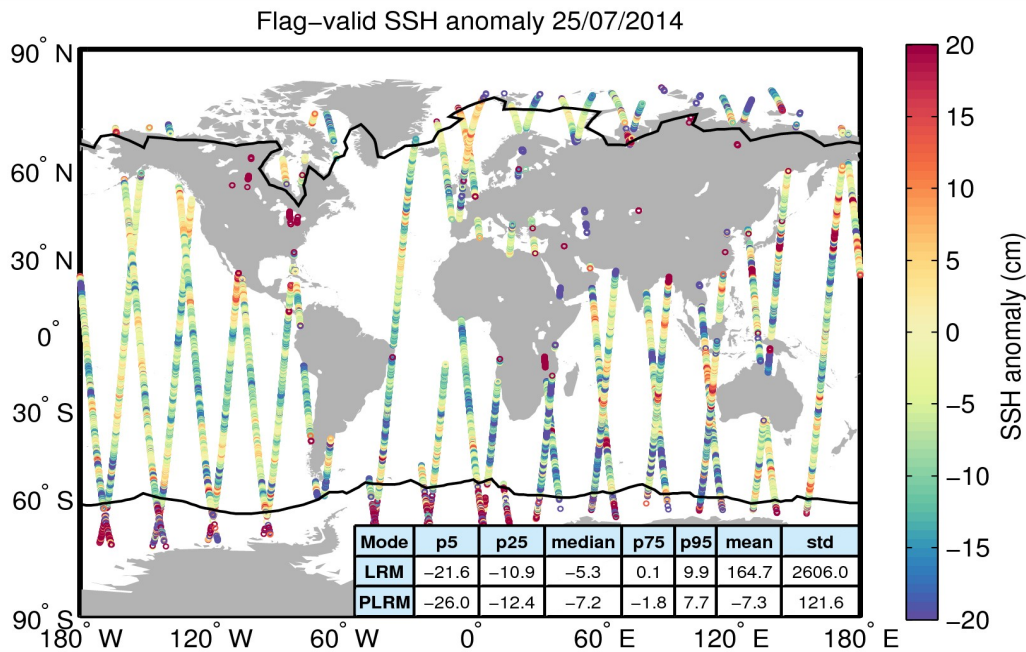 Flag−valid SSH anomaly 25/07/2014
90° N
60° N
30° N
0°
30° S
60° S
90° S
180° W 120° W 60° W 0° 60° E 120° E 180° E
20
15
10
5
0
−5
−10
−15
−20
SSH anomaly (cm)
Mode p5 p25 median p75 p95 mean std
LRM −21.6 −10.9 −5.3 0.1 9.9 164.7 2606.0
PLRM −26.0 −12.4 −7.2 −1.8 7.7 −7.3 121.6